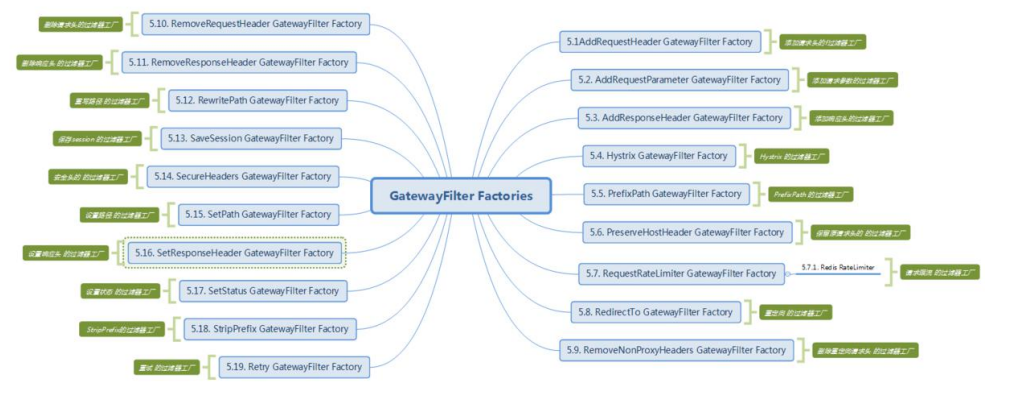 GatewayFilter Factories
5.1AddRequestHeader GatewayFilter Factory
添加请求头的过滤器工厂
5.2. AddRequestParameter GatewayFilter Factory
添加请求参数的过滤器工厂
5.3. AddResponseHeader GatewayFilter Factory
添加响应头的过滤器工厂
5.4. Hystrix GatewayFilter Factory
Hystrix 的过滤器工厂
5.5. PrefixPath GatewayFilter Factory
PrefixPath 的过滤器工厂
5.6. PreserveHostHeader GatewayFilter Factory
保留原请求头的 的过滤器工厂
5.7. RequestRateLimiter GatewayFilter Factory
5.7.1. Redis RateLimiter
请求限流 的过滤器工厂
5.8. RedirectTo GatewayFilter Factory
重定向 的过滤器工厂
5.9. RemoveNonProxyHeaders GatewayFilter Factory
删除重定向请求头 的过滤器工厂
5.10. RemoveRequestHeader GatewayFilter Factory
删除请求头的过滤器工厂
5.11. RemoveResponseHeader GatewayFilter Factory
删除响应头 的过滤器工厂
5.12. RewritePath GatewayFilter Factory
重写路径 的过滤器工厂
5.13. SaveSession GatewayFilter Factory
保存session 的过滤器工厂
5.14. SecureHeaders GatewayFilter Factory
安全头的 的过滤器工厂
5.15. SetPath GatewayFilter Factory
设置路径 的过滤器工厂
5.16. SetResponseHeader GatewayFilter Factory
设置响应头 的过滤器工厂
5.17. SetStatus GatewayFilter Factory
设置状态 的过滤器工厂
5.18. StripPrefix GatewayFilter Factory
StripPrefix的过滤器工厂
5.19. Retry GatewayFilter Factory
重试 的过滤器工厂